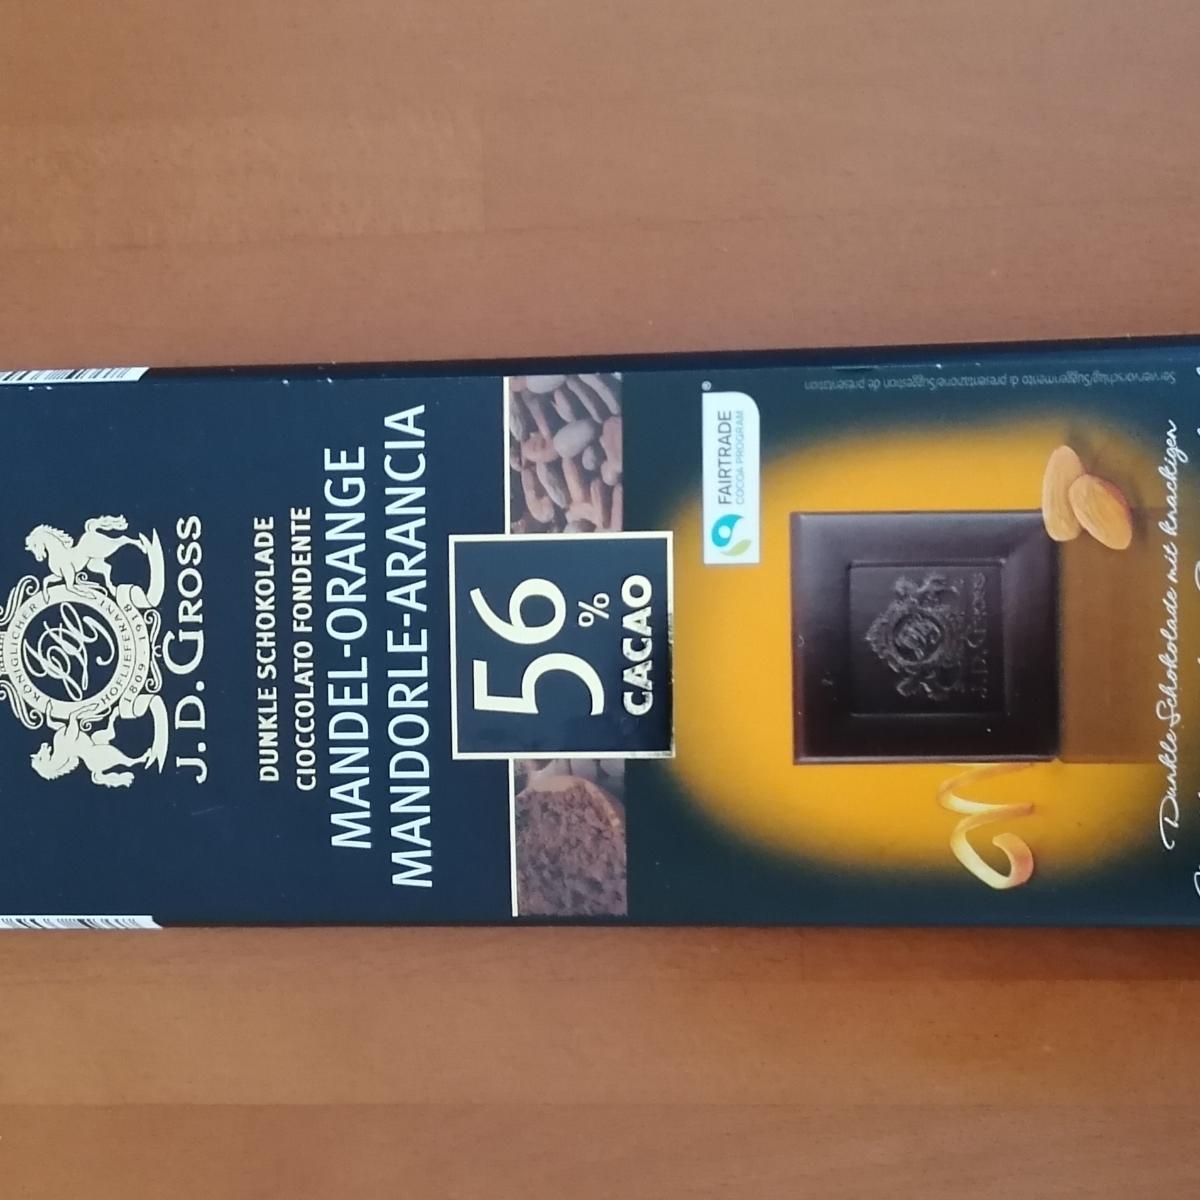 KÖNIGLICHER
HOFLIEFERANT
1809 - 1918
J. D. GROSS
DUNKLE SCHOKOLADE
CIOCCOLATO FONDENTE
MANDEL-ORANGE
MANDORLE-ARANCIA
56
%
CACAO
FAIRTRADE
COCOA PROGRAM
®
J. D. GROSS
Serviervorschlag/Suggerimento di presentazione/Suggestion de présentation
Dunkle Schokolade mit knackigen